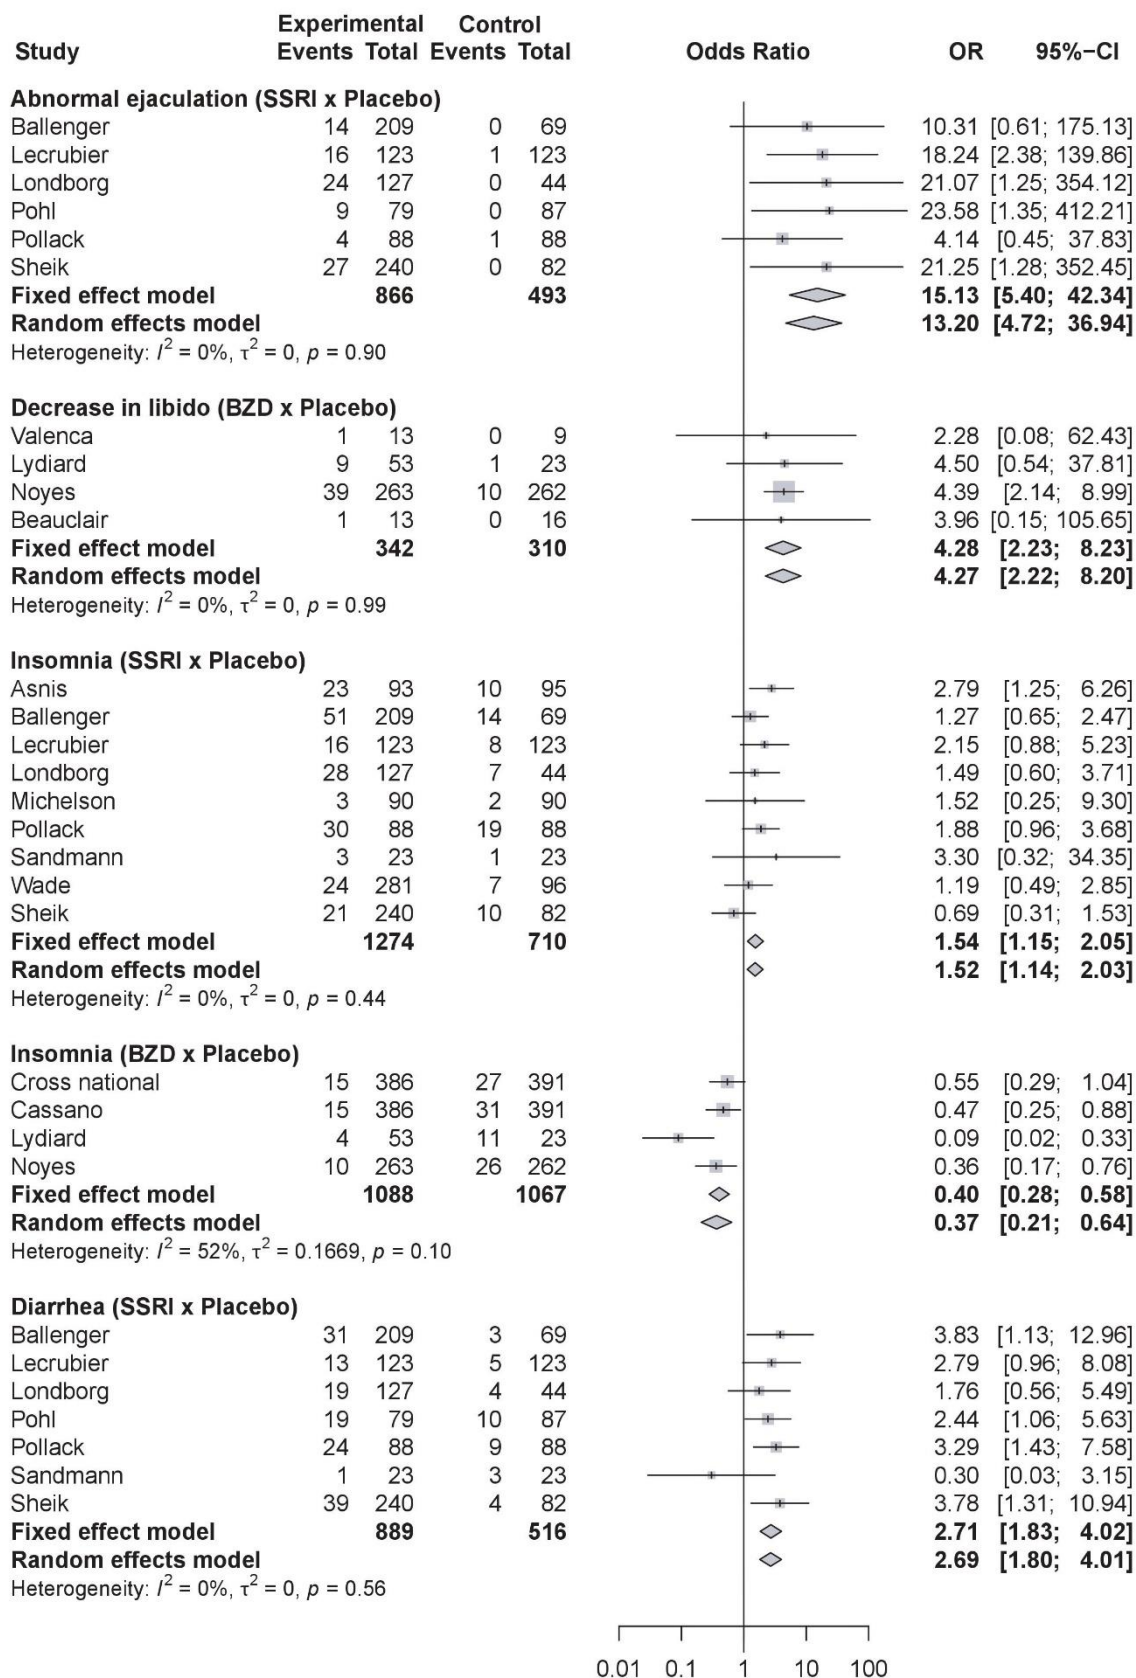 Experimental Control
Study Events Total Events Total Odds Ratio OR 95%−CI
Abnormal ejaculation (SSRI x Placebo)
Ballenger 14 209 0 69 10.31 [0.61; 175.13]
Lecrubier 16 123 1 123 18.24 [2.38; 139.86]
Londborg 24 127 0 44 21.07 [1.25; 354.12]
Pohl 9 79 0 87 23.58 [1.35; 412.21]
Pollack 4 88 1 88 4.14 [0.45; 37.83]
Sheik 27 240 0 82 21.25 [1.28; 352.45]
Fixed effect model 866 493 15.13 [5.40; 42.34]
Random effects model 13.20 [4.72; 36.94]
Heterogeneity: I² = 0%, τ² = 0, p = 0.90
Decrease in libido (BZD x Placebo)
Valenca 1 13 0 9 2.28 [0.08; 62.43]
Lydiard 9 53 1 23 4.50 [0.54; 37.81]
Noyes 39 263 10 262 4.39 [2.14; 8.99]
Beauclair 1 13 0 16 3.96 [0.15; 105.65]
Fixed effect model 342 310 4.28 [2.23; 8.23]
Random effects model 4.27 [2.22; 8.20]
Heterogeneity: I² = 0%, τ² = 0, p = 0.99
Insomnia (SSRI x Placebo)
Asnis 23 93 10 95 2.79 [1.25; 6.26]
Ballenger 51 209 14 69 1.27 [0.65; 2.47]
Lecrubier 16 123 8 123 2.15 [0.88; 5.23]
Londborg 28 127 7 44 1.49 [0.60; 3.71]
Michelson 3 90 2 90 1.52 [0.25; 9.30]
Pollack 30 88 19 88 1.88 [0.96; 3.68]
Sandmann 3 23 1 23 3.30 [0.32; 34.35]
Wade 24 281 7 96 1.19 [0.49; 2.85]
Sheik 21 240 10 82 0.69 [0.31; 1.53]
Fixed effect model 1274 710 1.54 [1.15; 2.05]
Random effects model 1.52 [1.14; 2.03]
Heterogeneity: I² = 0%, τ² = 0, p = 0.44
Insomnia (BZD x Placebo)
Cross national 15 386 27 391 0.55 [0.29; 1.04]
Cassano 15 386 31 391 0.47 [0.25; 0.88]
Lydiard 4 53 11 23 0.09 [0.02; 0.33]
Noyes 10 263 26 262 0.36 [0.17; 0.76]
Fixed effect model 1088 1067 0.40 [0.28; 0.58]
Random effects model 0.37 [0.21; 0.64]
Heterogeneity: I² = 52%, τ² = 0.1669, p = 0.10
Diarrhea (SSRI x Placebo)
Ballenger 31 209 3 69 3.83 [1.13; 12.96]
Lecrubier 13 123 5 123 2.79 [0.96; 8.08]
Londborg 19 127 4 44 1.76 [0.56; 5.49]
Pohl 19 79 10 87 2.44 [1.06; 5.63]
Pollack 24 88 9 88 3.29 [1.43; 7.58]
Sandmann 1 23 3 23 0.30 [0.03; 3.15]
Sheik 39 240 4 82 3.78 [1.31; 10.94]
Fixed effect model 889 516 2.71 [1.83; 4.02]
Random effects model 2.69 [1.80; 4.01]
Heterogeneity: I² = 0%, τ² = 0, p = 0.56
0.01 0.1 1 10 100